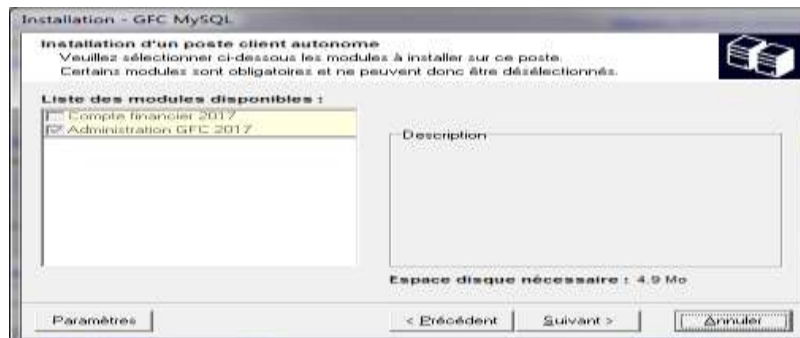 Installation - GFC MySQL
Installation d'un poste client autonome
Veuillez sélectionner ci-dessous les modules à installer sur ce poste.
Certains modules sont obligatoires et ne peuvent donc être désélectionnés.
Liste des modules disponibles :
Compte financier 2017
Administration GFC 2017
Description
Espace disque nécessaire : 4.9 Mo
Paramètres
< Précédent
Suivant >
Annuler